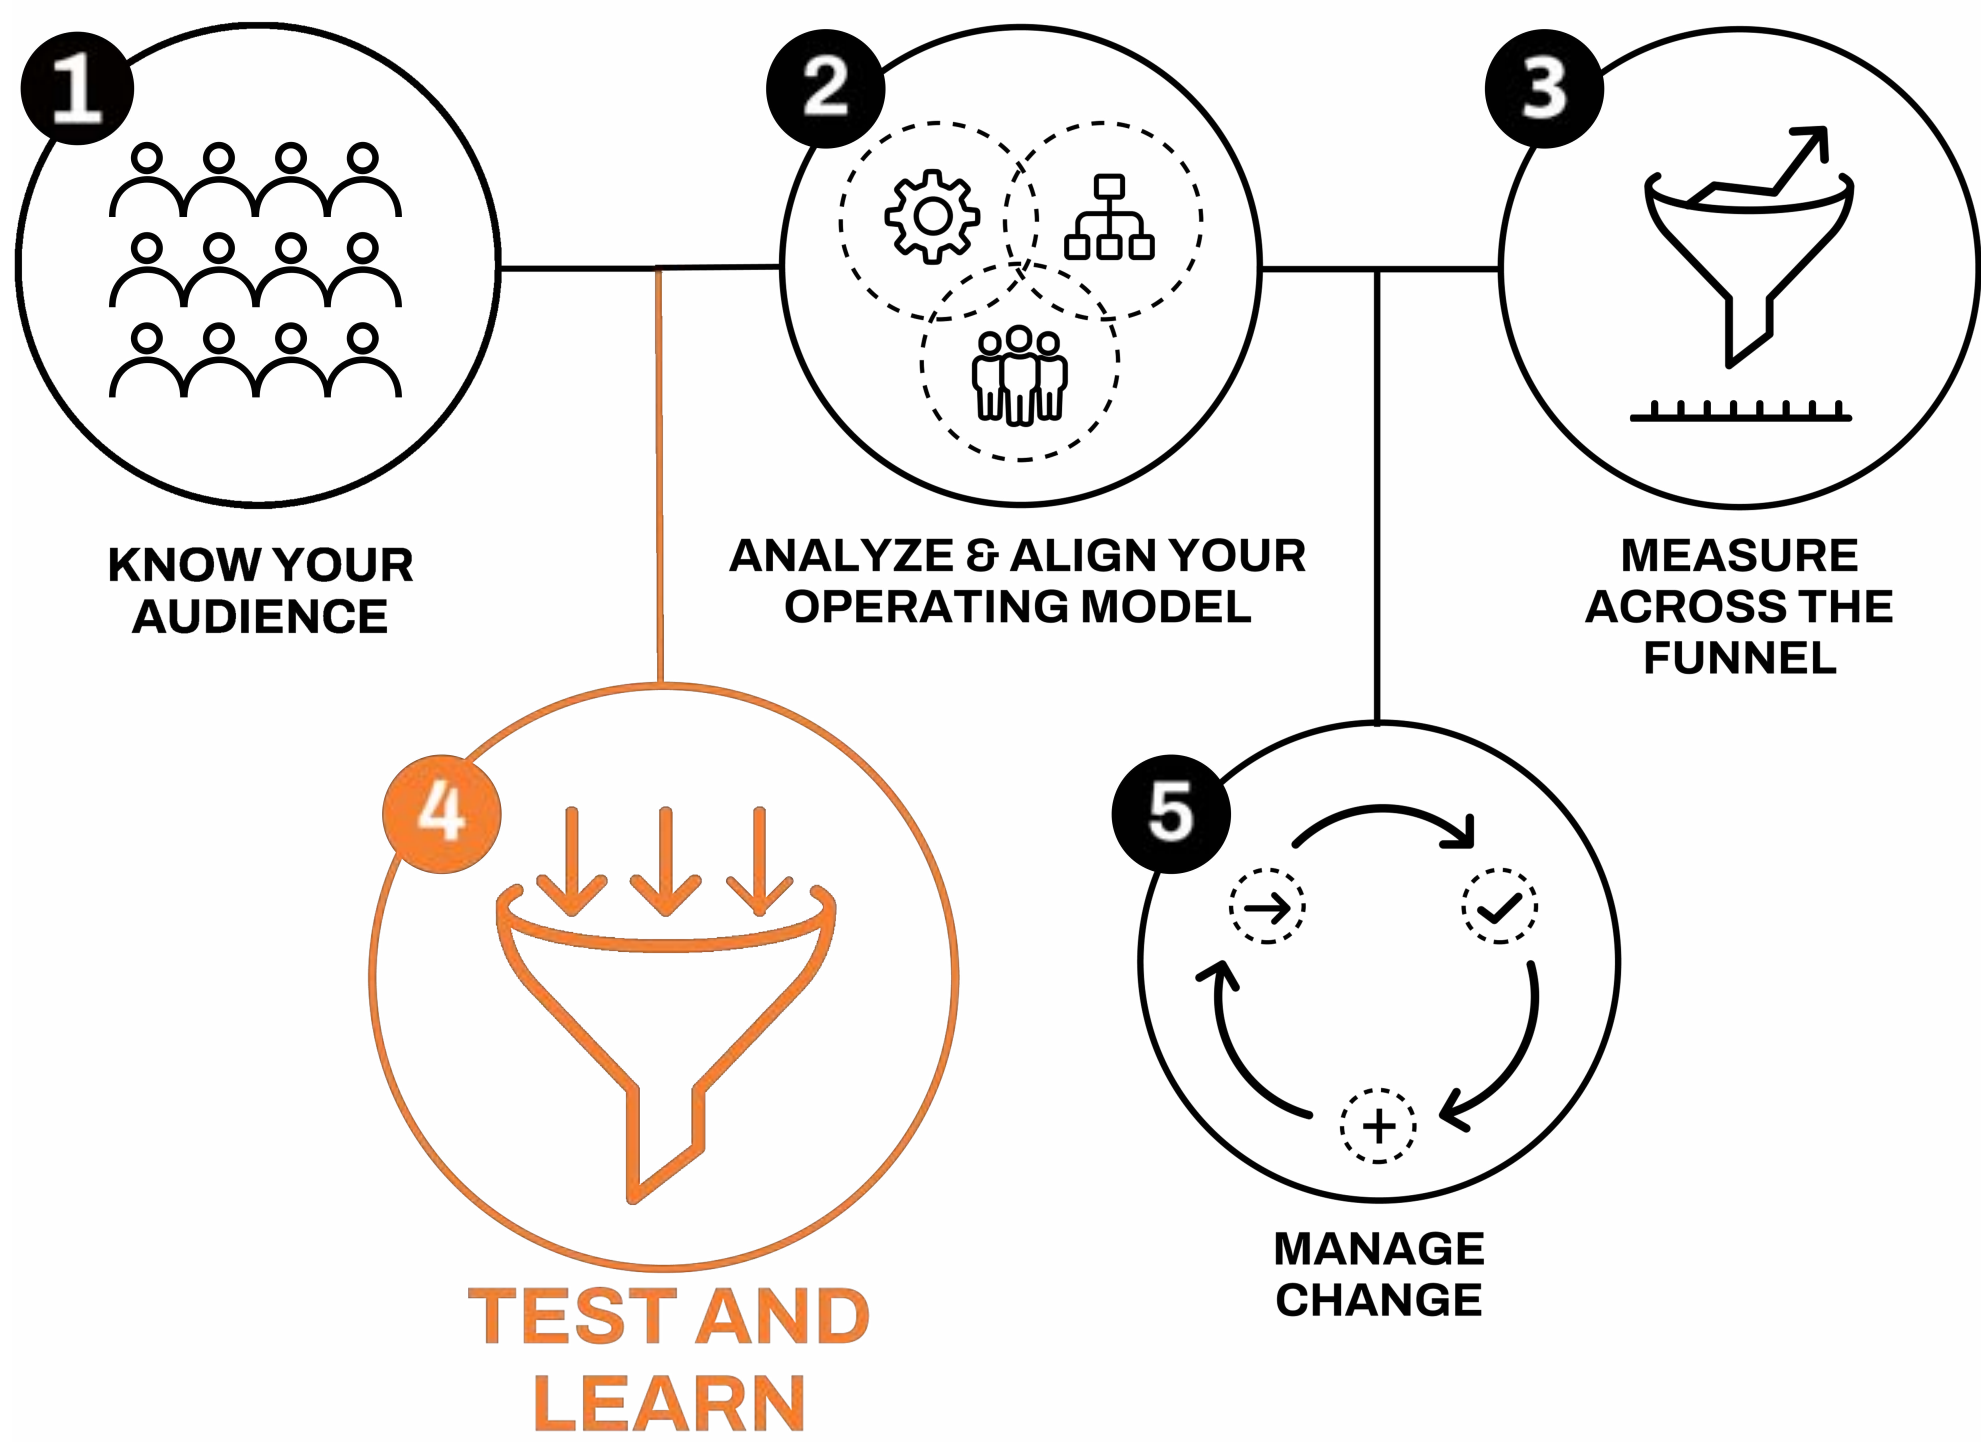 1
KNOW YOUR
AUDIENCE
2
ANALYZE & ALIGN YOUR
OPERATING MODEL
3
MEASURE
ACROSS THE
FUNNEL
4
TEST AND
LEARN
5
MANAGE
CHANGE